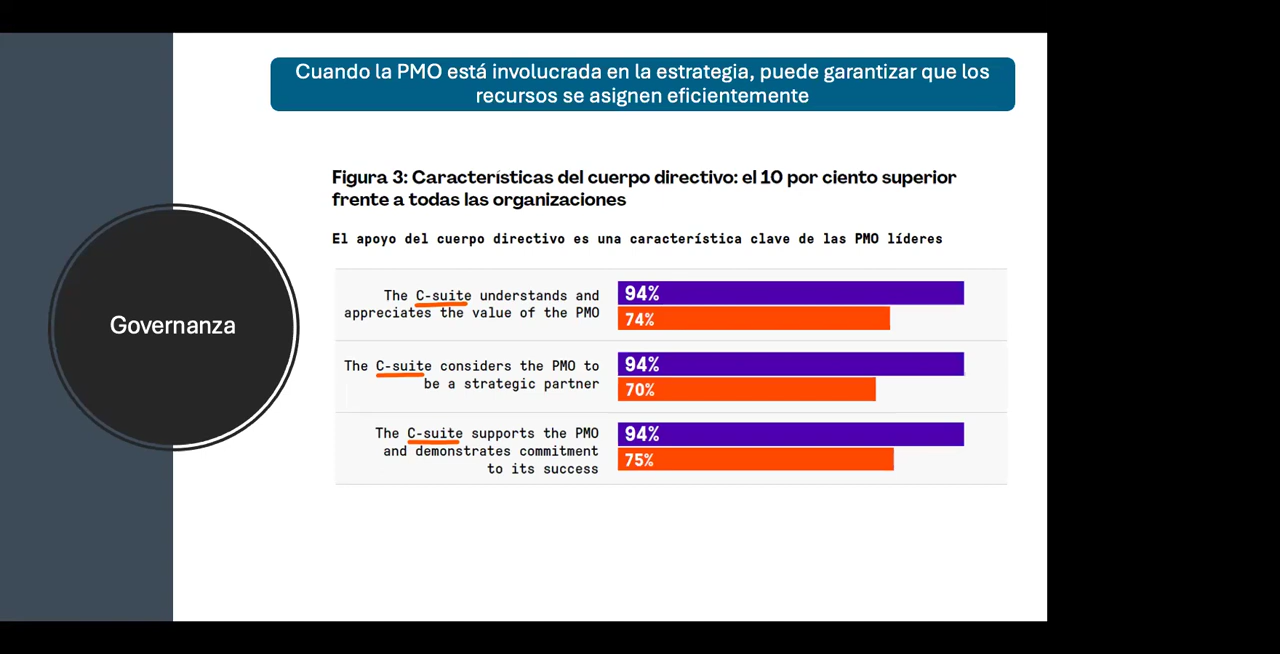 Cuando la PMO está involucrada en la estrategia, puede garantizar que los
recursos se asignen eficientemente
Figura 3: Características del cuerpo directivo: el 10 por ciento superior
frente a todas las organizaciones
El apoyo del cuerpo directivo es una característica clave de las PMO líderes
Governanza
The C-suite understands and
appreciates the value of the PMO
94%
74%
The C-suite considers the PMO to
be a strategic partner
94%
70%
The C-suite supports the PMO
and demonstrates commitment
to its success
94%
75%